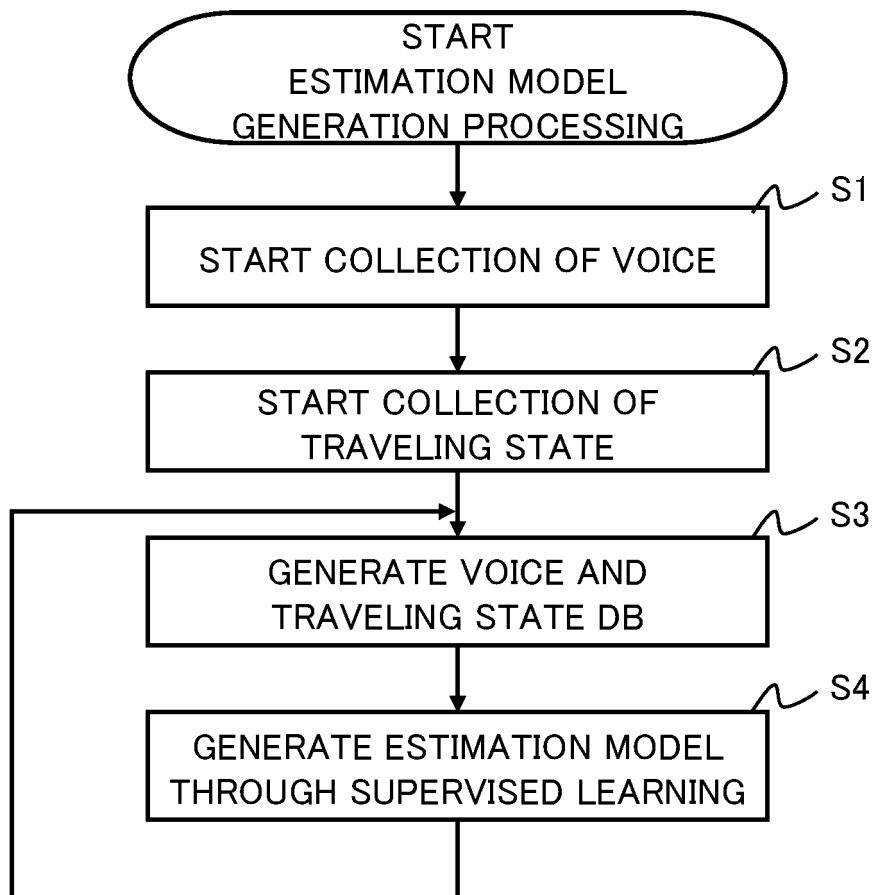 START
ESTIMATION MODEL
GENERATION PROCESSING
S1
START COLLECTION OF VOICE
S2
START COLLECTION OF
TRAVELING STATE
S3
GENERATE VOICE AND
TRAVELING STATE DB
S4
GENERATE ESTIMATION MODEL
THROUGH SUPERVISED LEARNING